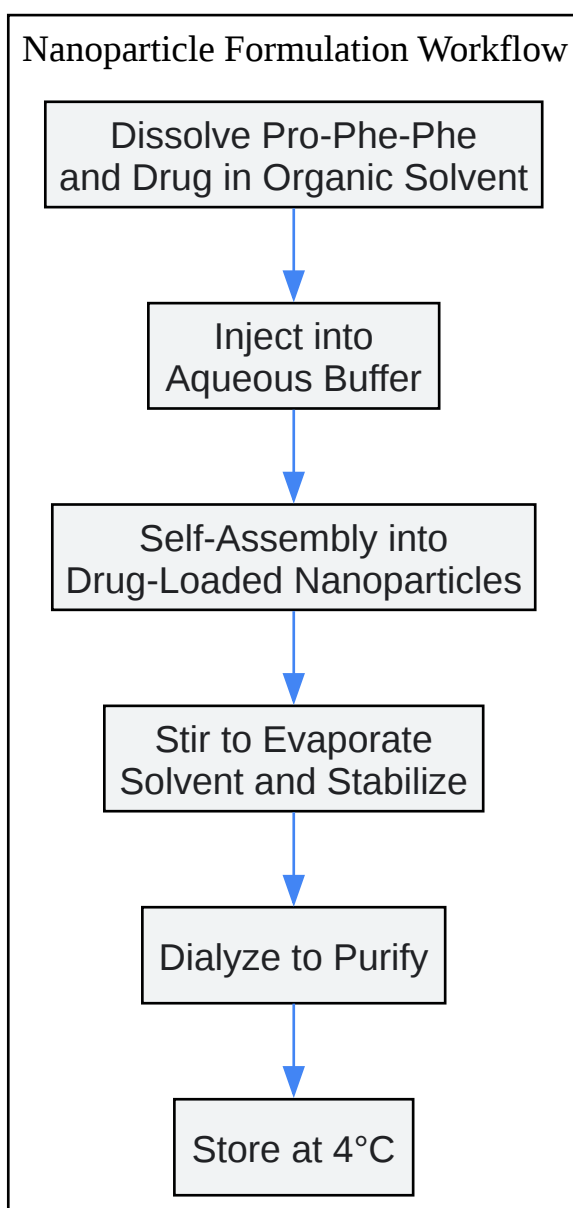 Nanoparticle Formulation Workflow
Dissolve Pro-Phe-Phe
and Drug in Organic Solvent
Inject into
Aqueous Buffer
Self-Assembly into
Drug-Loaded Nanoparticles
Stir to Evaporate
Solvent and Stabilize
Dialyze to Purify
Store at 4°C